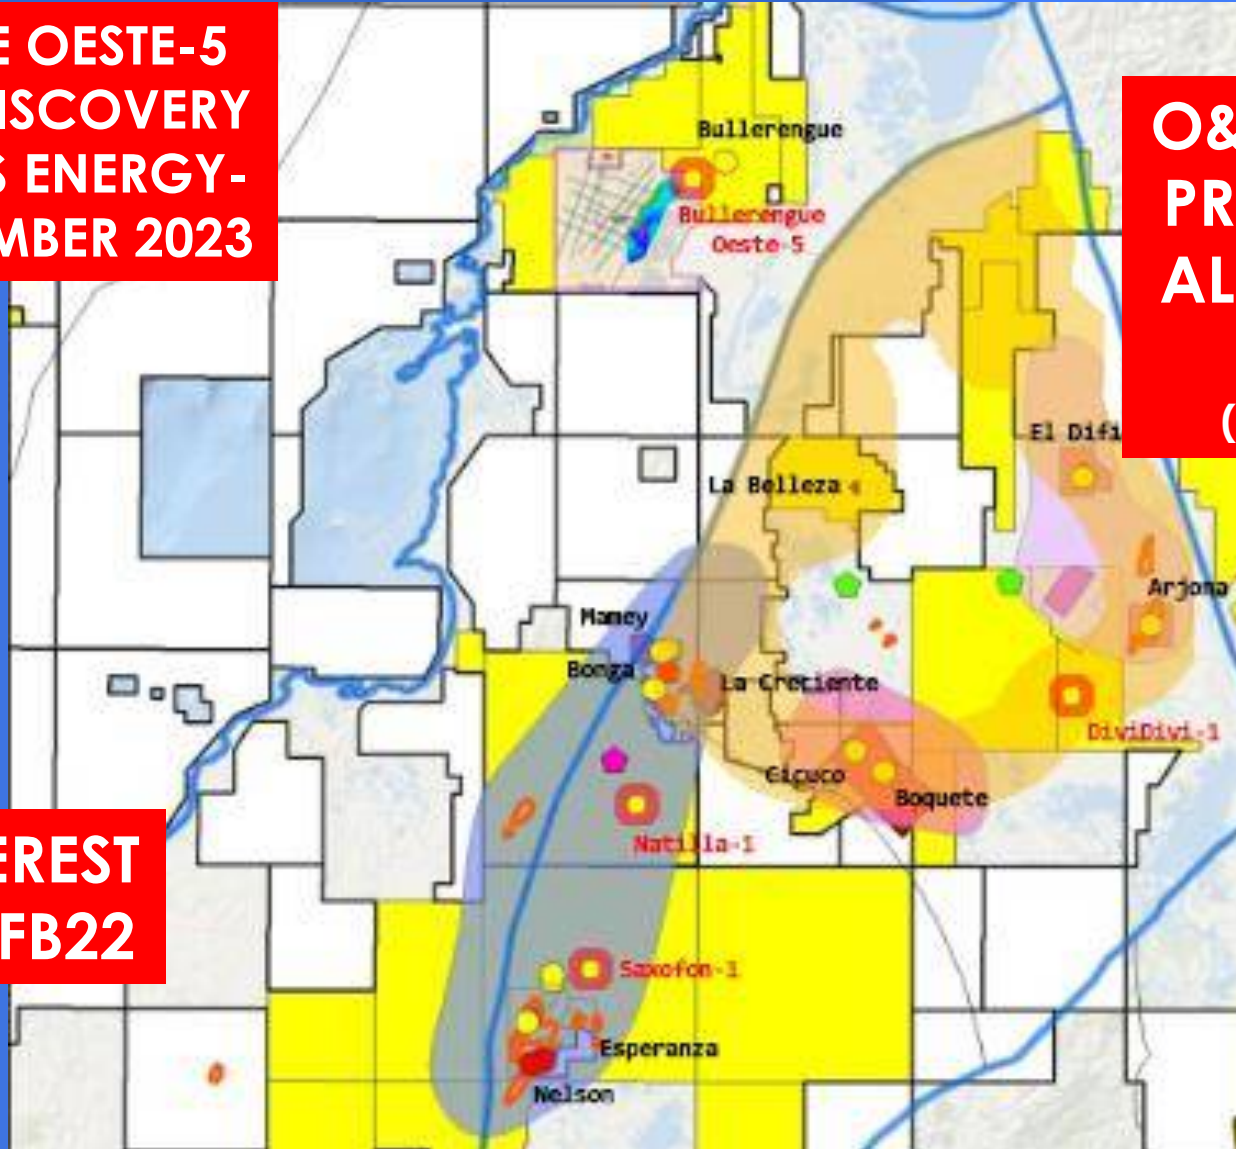 E OESTE-5
ISCOVERY
S ENERGY-
MBER 2023
O&
PR
AL
(
EREST
FB22
Bullerengue
Bullerengue
Oeste-5
El Difi
La Belleza
Arjona
Mamey
Bonga
La Creciente
DiviDivi-1
Cicuco
Boquete
Natilla-1
Saxofon-1
Esperanza
Nelson